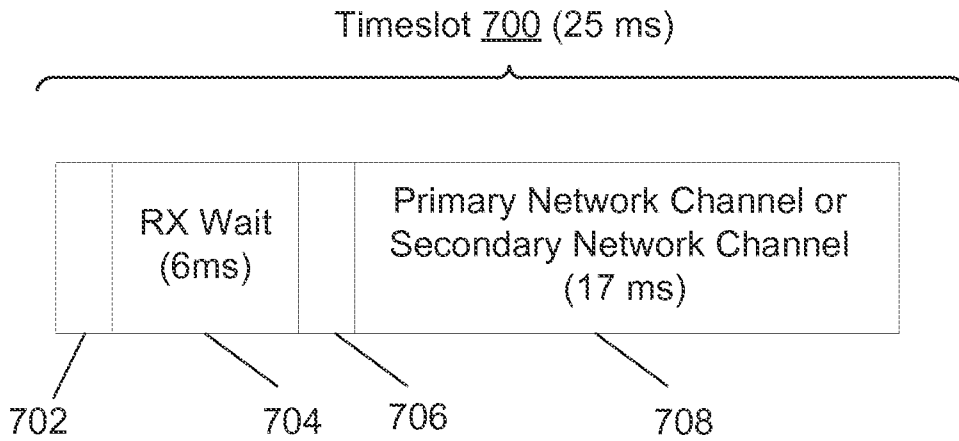 Timeslot 700 (25 ms)
RX Wait
(6ms)
Primary Network Channel or
Secondary Network Channel
(17 ms)
702
704
706
708